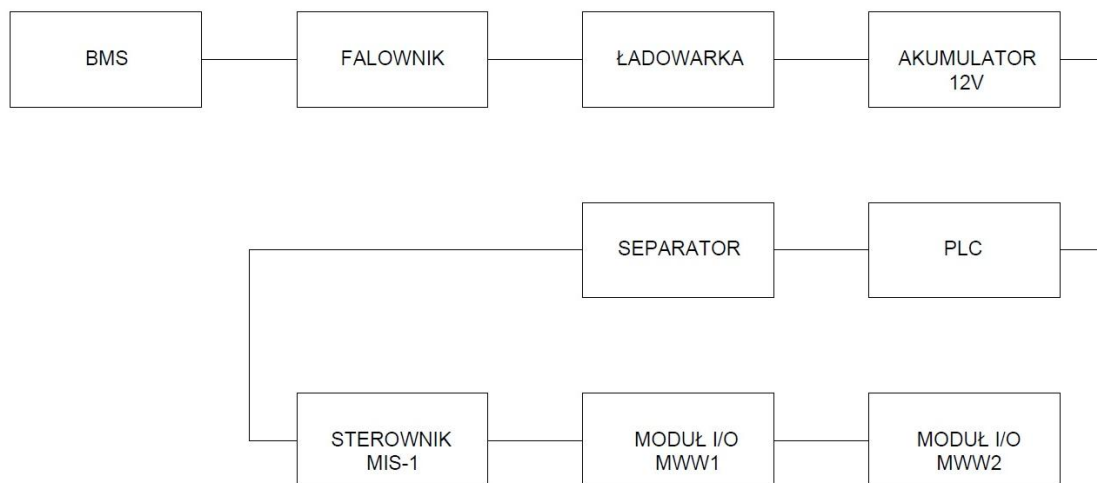 BMS
FALOWNIK
ŁADOWARKA
AKUMULATOR
12V
SEPARATOR
PLC
STEROWNIK
MIS-1
MODUŁ I/O
MWW1
MODUŁ I/O
MWW2